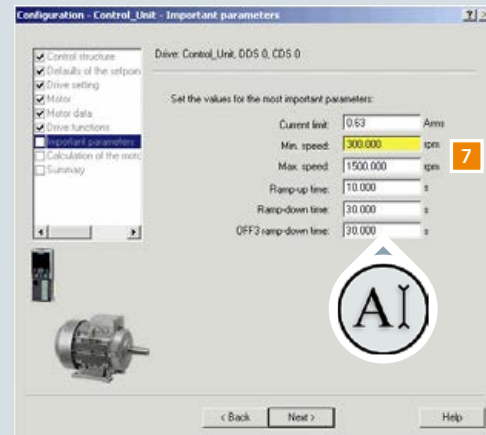 Configuration - Control_Unit - Important parameters
Control structure
Defaults of the setpoin
Drive setting
Motor
Motor data
Drive functions
Important parameters
Calculation of the motc
Summary
Drive: Control_Unit, DDS 0, CDS 0
Set the values for the most important parameters:
Current limit: 0.63 Arms
Min. speed: 300.000 rpm
7
Max. speed: 1500.000 rpm
Ramp-up time: 10.000 s
Ramp-down time: 30.000 s
OFF3 ramp-down time: 30.000 s
A
< Back Next > Help